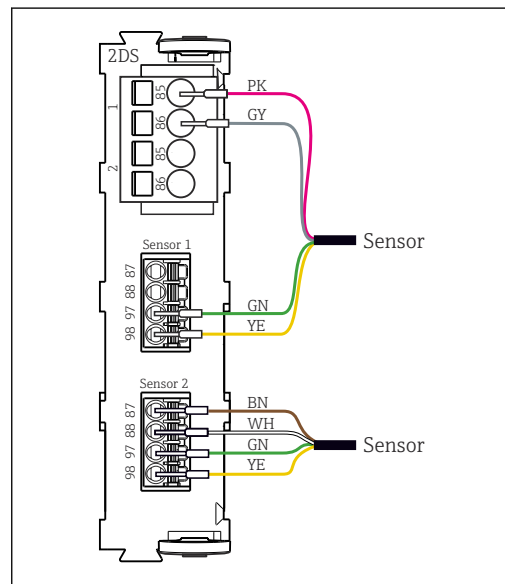 2DS
1
85
PK
86
GY
2
85
86
Sensor
Sensor 1
87
88
97
GN
98
YE
Sensor 2
87
BN
88
WH
97
GN
98
YE
Sensor